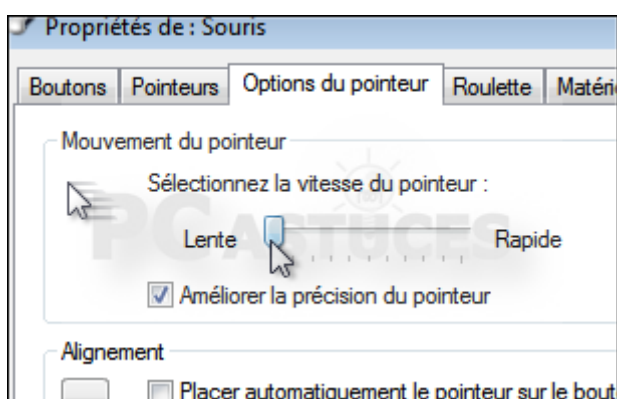 Propriétés de : Souris
Boutons Pointeurs Options du pointeur Roulette
Mouvement du pointeur
Sélectionnez la vitesse du pointeur :
Lente Rapide
PC ASTUCES
Améliorer la précision du pointeur
Alignement
Placer automatiquement le pointeur sur le